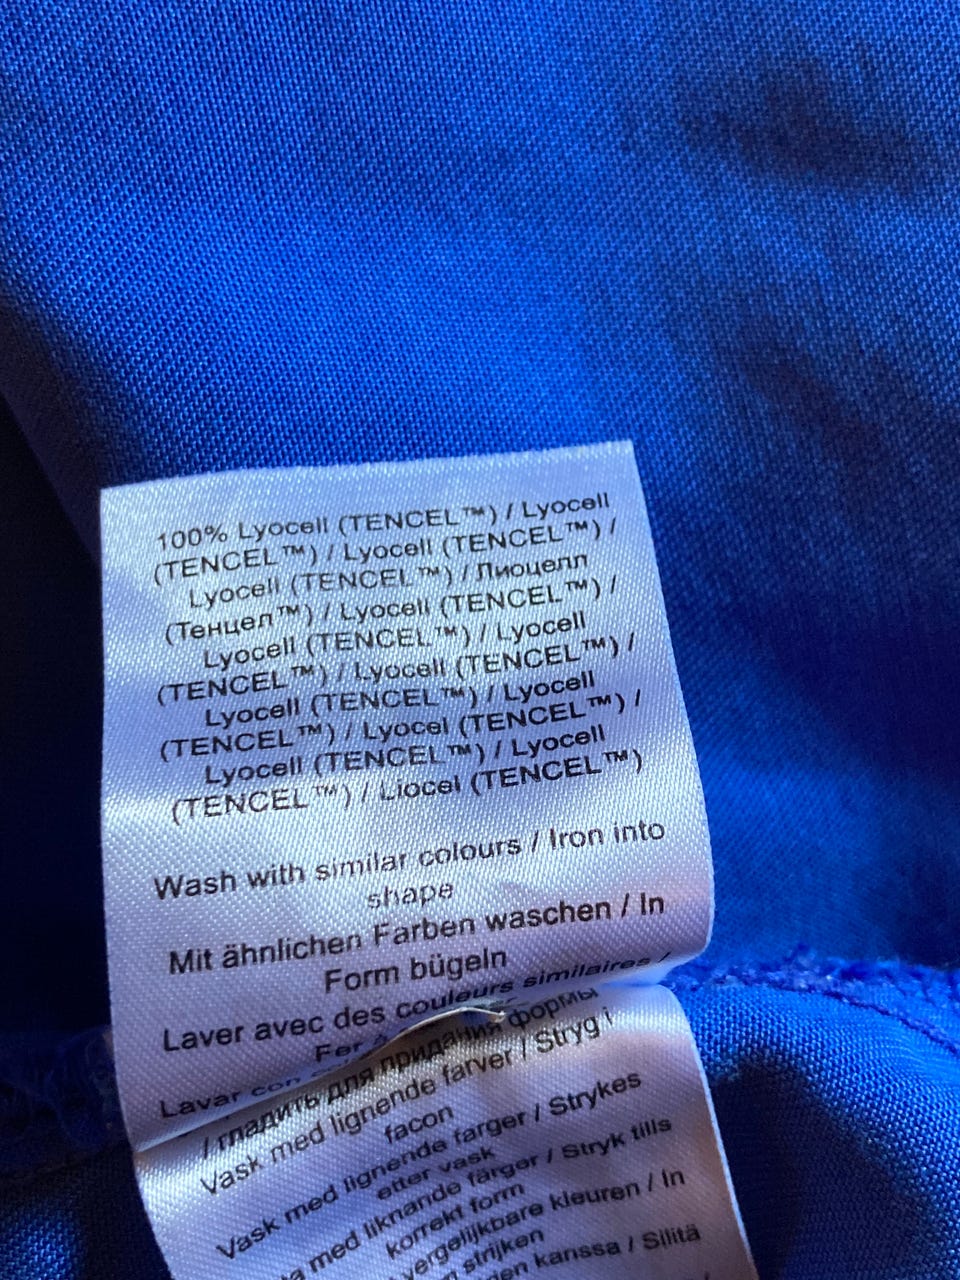 100% Lyocell (TENCEL™) / Lyocell
(TENCEL™) / Lyocell (TENCEL™) /
Lyocell (TENCEL™) / Лиоцелл
(Тенцел™) / Lyocell (TENCEL™) /
Lyocell (TENCEL™) / Lyocell
(TENCEL™) / Lyocell (TENCEL™) /
Lyocell (TENCEL™) / Lyocell
(TENCEL™) / Lyocel (TENCEL™) /
Lyocell (TENCEL™) / Lyocell
(TENCEL™) / Liocel (TENCEL™)
Wash with similar colours / Iron into
shape
Mit ähnlichen Farben waschen / In
Form bügeln
Laver avec des couleurs similaires /
Fer
Lavar con
/ гладить для придания формы
Vask med lignende farver / Stryg i
facon
Vask med lignende farger / Strykes
etter vask
med liknande färger / Stryk tills
korrekt form
vergelijkbare kleuren / In
strijken
kanssa / Silitä